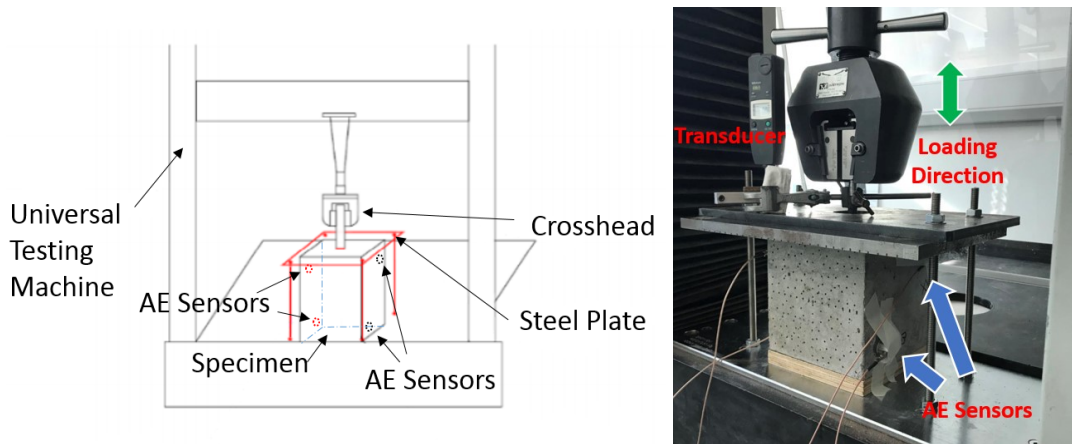 Universal
Testing
Machine
AE Sensors
Specimen
Crosshead
Steel Plate
AE Sensors
Transducer
Loading
Direction
AE Sensors